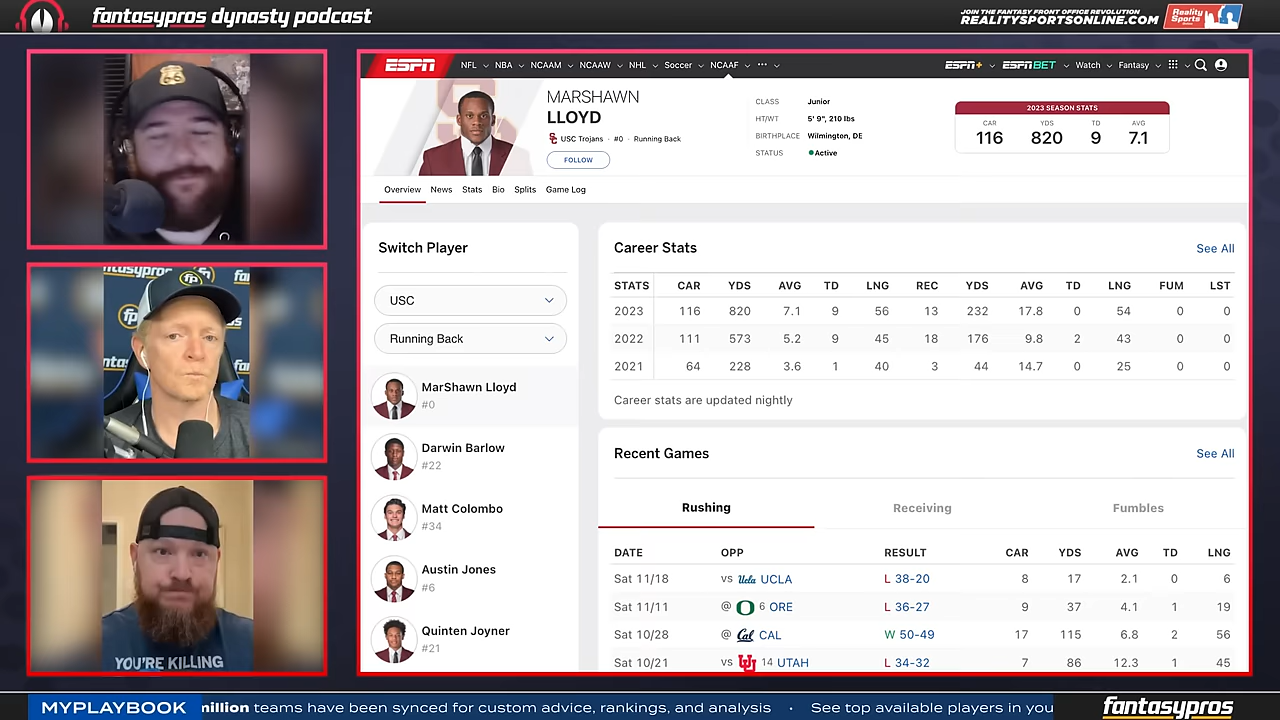 fantasypros dynasty podcast
JOIN THE FANTASY FRONT OFFICE REVOLUTION
REALITYSPORTSONLINE.COM
Reality Sports Online
ESPN NFL NBA NCAAM NCAAW NHL Soccer NCAAF ESPN+ ESPN BET Watch Fantasy
MARSHAWN
LLOYD
USC Trojans · #0 · Running Back
FOLLOW
CLASS Junior
HT/WT 5' 9", 210 lbs
BIRTHPLACE Wilmington, DE
STATUS Active
2023 SEASON STATS
CAR YDS TD AVG
116 820 9 7.1
Overview News Stats Bio Splits Game Log
Switch Player
USC
Running Back
MarShawn Lloyd
#0
Darwin Barlow
#22
Matt Colombo
#34
Austin Jones
#6
Quinten Joyner
#21
Career Stats See All
STATS CAR YDS AVG TD LNG REC YDS AVG TD LNG FUM LST
2023 116 820 7.1 9 56 13 232 17.8 0 54 0 0
2022 111 573 5.2 9 45 18 176 9.8 2 43 0 0
2021 64 228 3.6 1 40 3 44 14.7 0 25 0 0
Career stats are updated nightly
Recent Games See All
Rushing Receiving Fumbles
DATE OPP RESULT CAR YDS AVG TD LNG
Sat 11/18 vs Ucla UCLA L 38-20 8 17 2.1 0 6
Sat 11/11 @ 6 ORE L 36-27 9 37 4.1 1 19
Sat 10/28 @ Cal CAL W 50-49 17 115 6.8 2 56
Sat 10/21 vs 14 UTAH L 34-32 7 86 12.3 1 45
fp
YOU'RE KILLING
MYPLAYBOOK million teams have been synced for custom advice, rankings, and analysis · See top available players in you
fantasypros